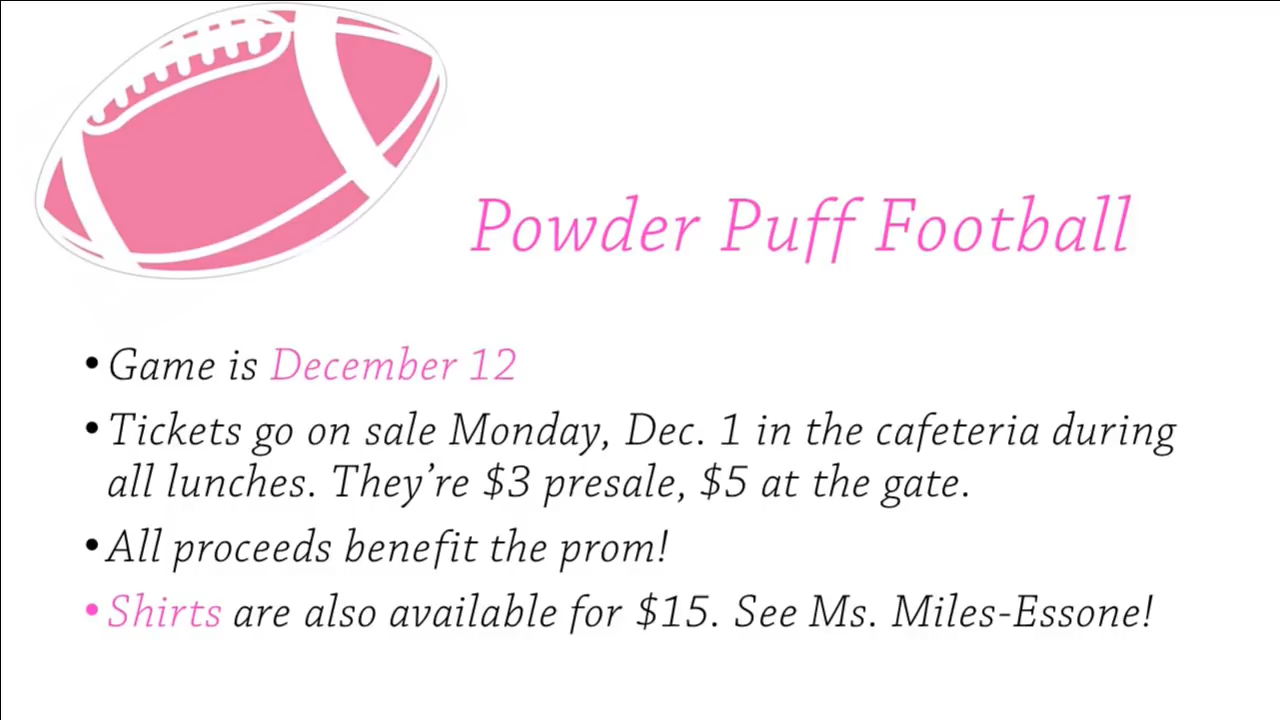 Powder Puff Football
• Game is December 12
• Tickets go on sale Monday, Dec. 1 in the cafeteria during
all lunches. They’re $3 presale, $5 at the gate.
• All proceeds benefit the prom!
• Shirts are also available for $15. See Ms. Miles-Essone!